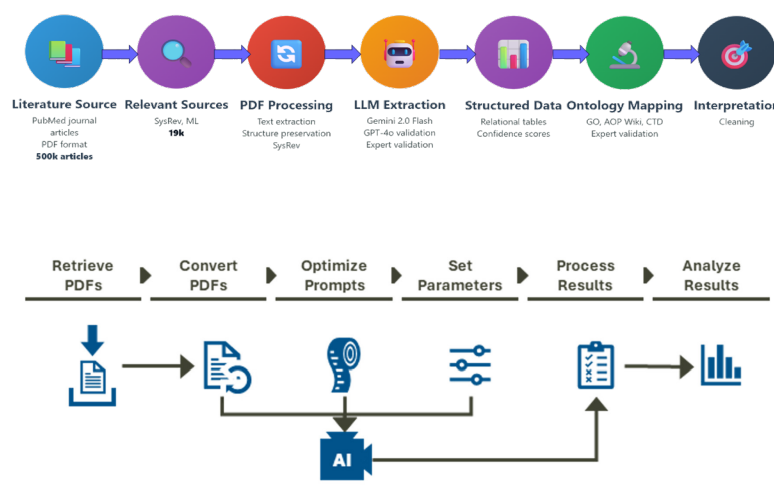 Literature Source
PubMed journal
articles
PDF format
500k articles
Relevant Sources
SysRev, ML
19k
PDF Processing
Text extraction
Structure preservation
SysRev
LLM Extraction
Gemini 2.0 Flash
GPT-4o validation
Expert validation
Structured Data
Relational tables
Confidence scores
Ontology Mapping
GO, AOP Wiki, CTD
Expert validation
Interpretation
Cleaning
Retrieve
PDFs
Convert
PDFs
Optimize
Prompts
Set
Parameters
Process
Results
Analyze
Results
AI